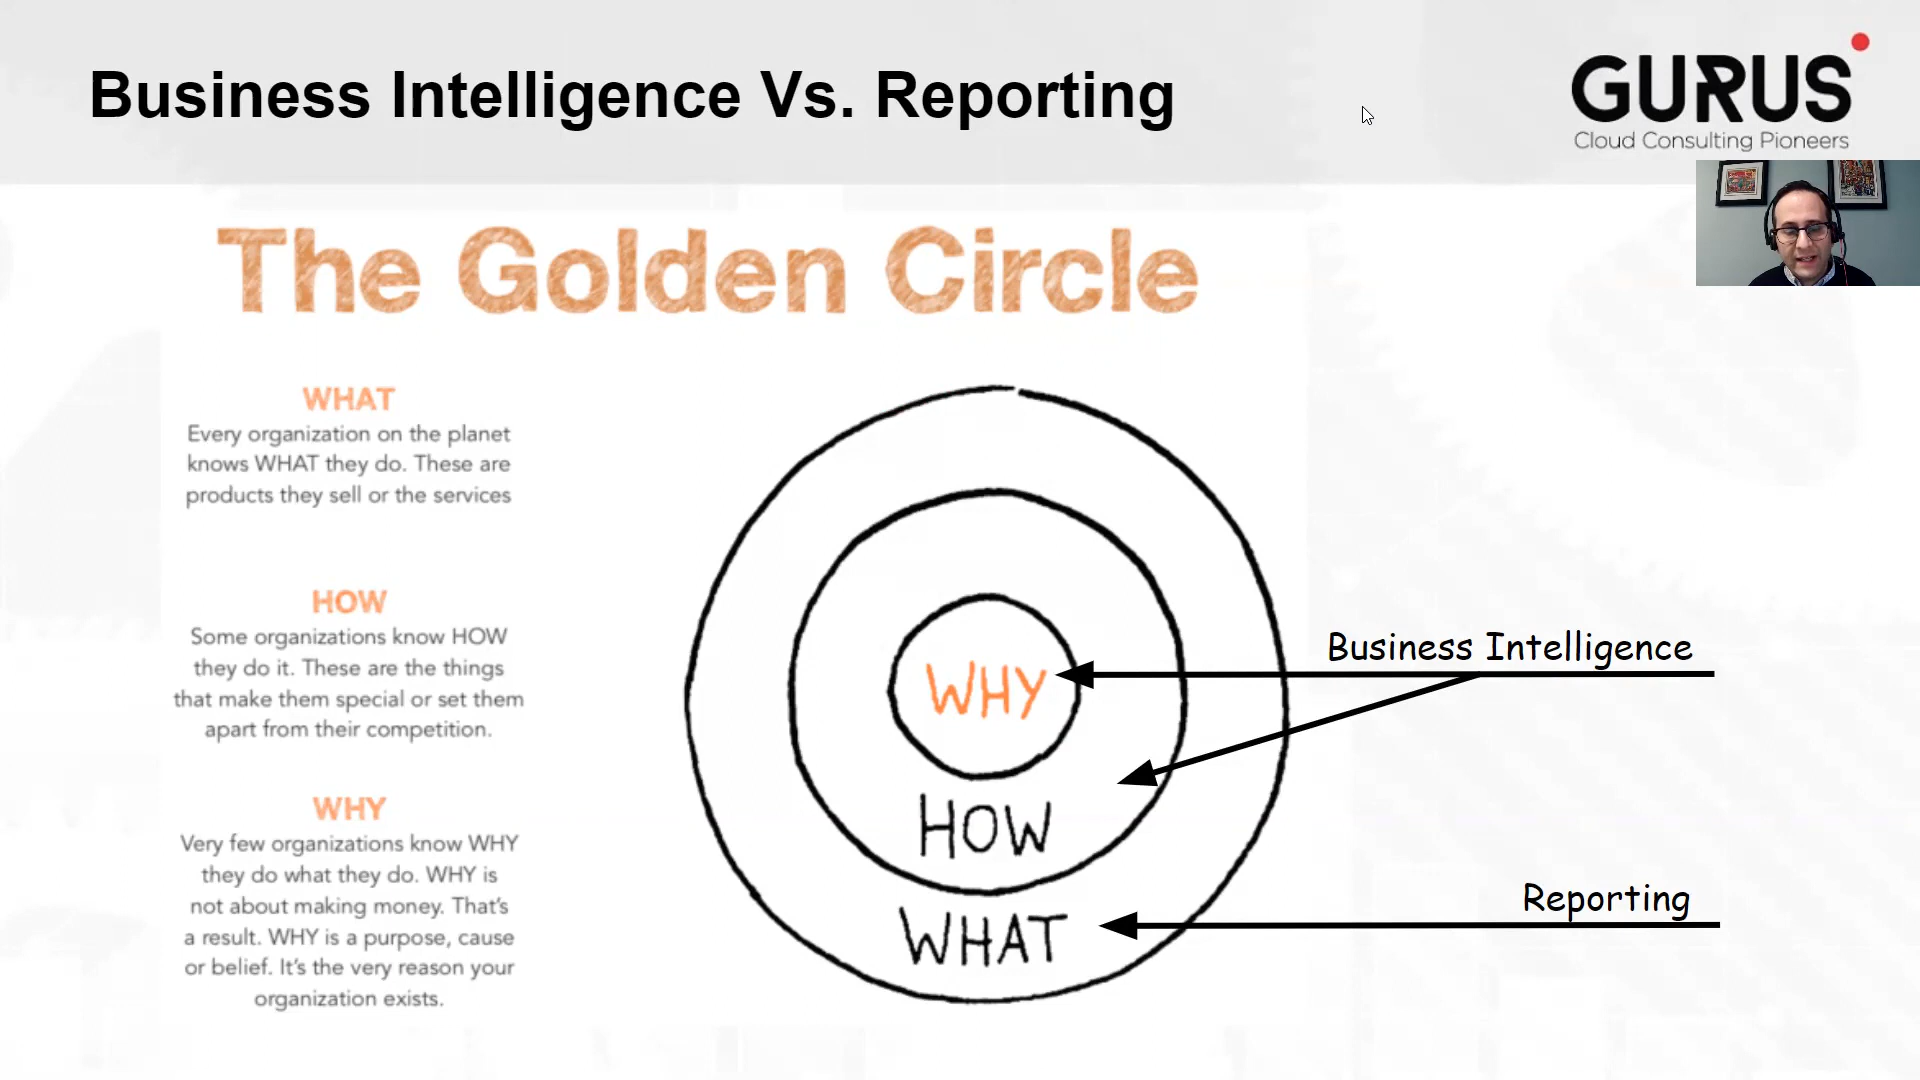 Business Intelligence Vs. Reporting
GURUS
Cloud Consulting Pioneers
The Golden Circle
WHAT
Every organization on the planet
knows WHAT they do. These are
products they sell or the services
HOW
Some organizations know HOW
they do it. These are the things
that make them special or set them
apart from their competition.
WHY
Very few organizations know WHY
they do what they do. WHY is
not about making money. That's
a result. WHY is a purpose, cause
or belief. It's the very reason your
organization exists.
WHY
HOW
WHAT
Business Intelligence
Reporting